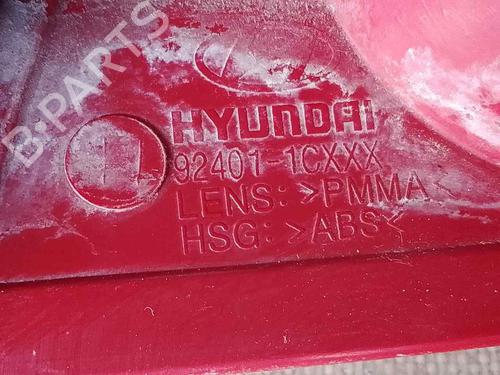 HYUNDAI
92401-1CXXX
LENS: >PMMA<
HSG: >ABS<
B-PARTS